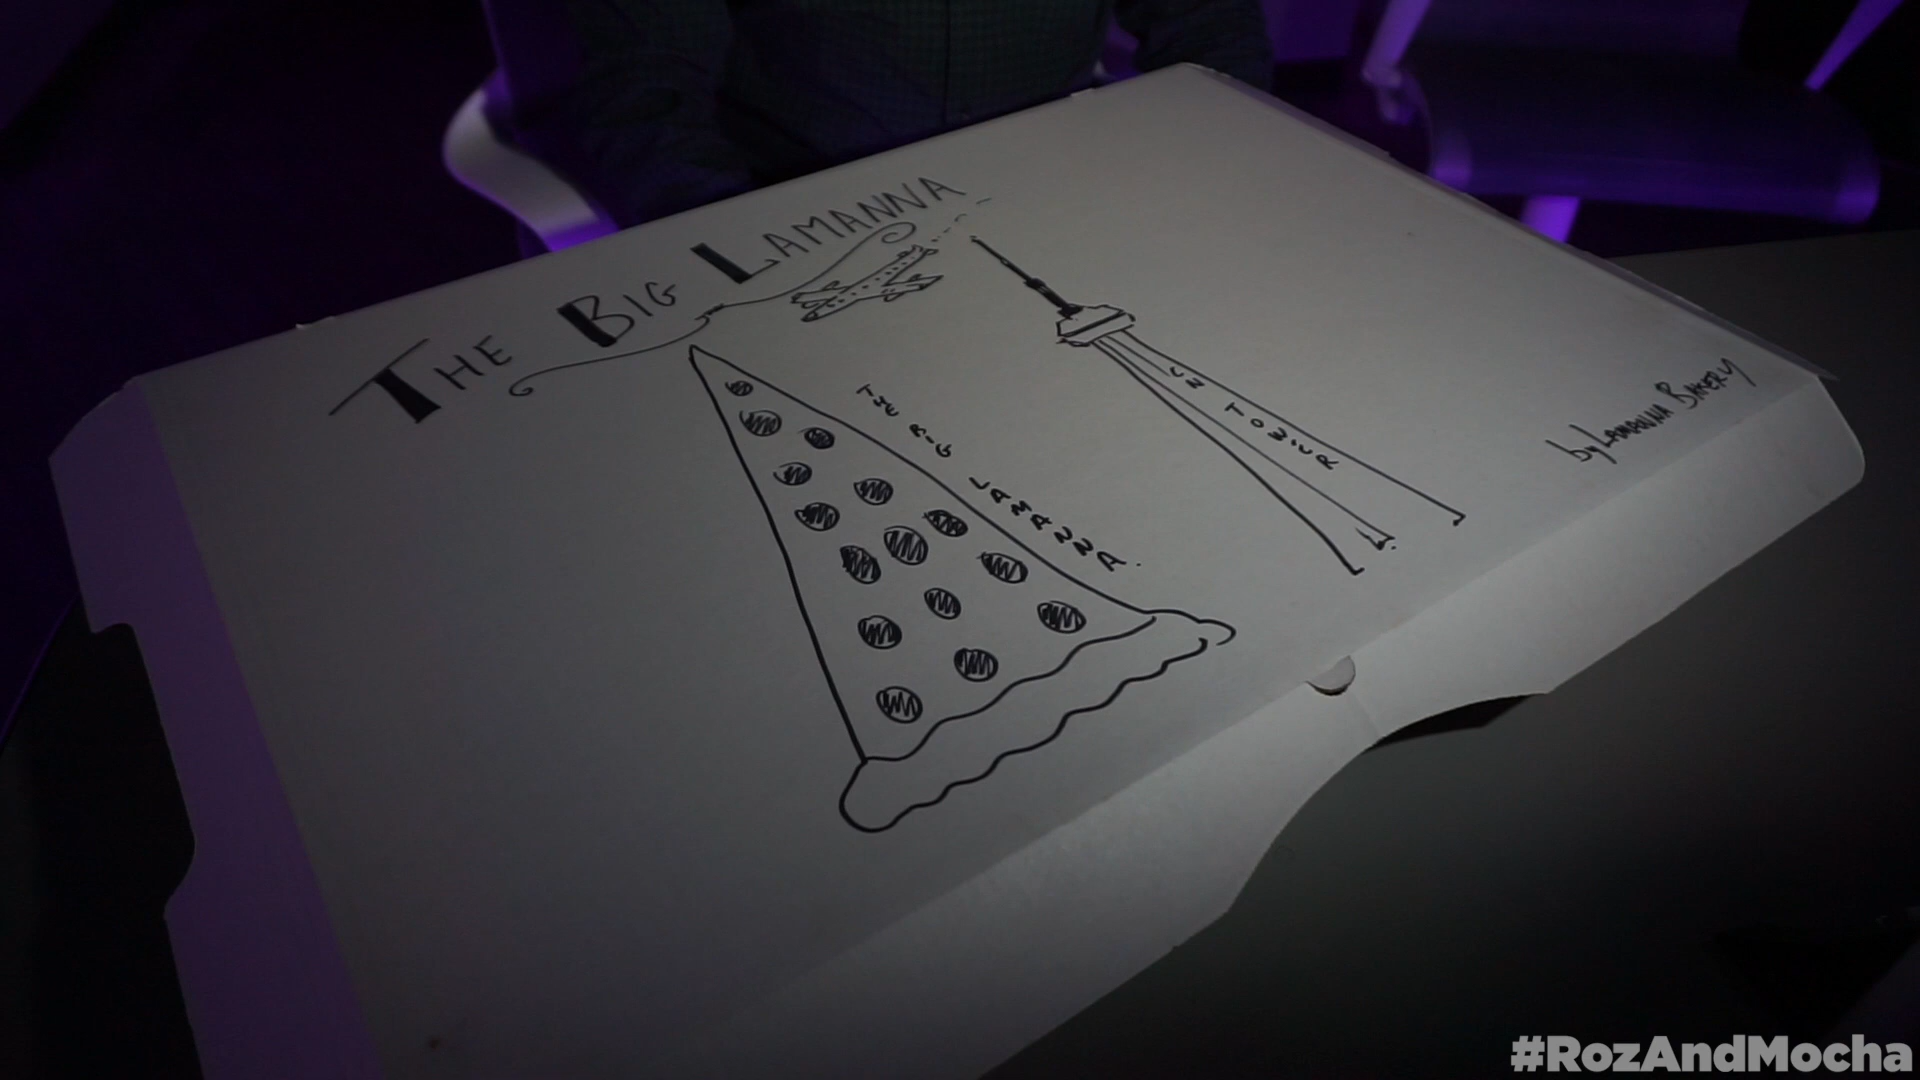 THE BIG LAMANNA
THE BIG LAMANNA.
CN TOWER
by LAMANNA BAKERY
#RozAndMocha